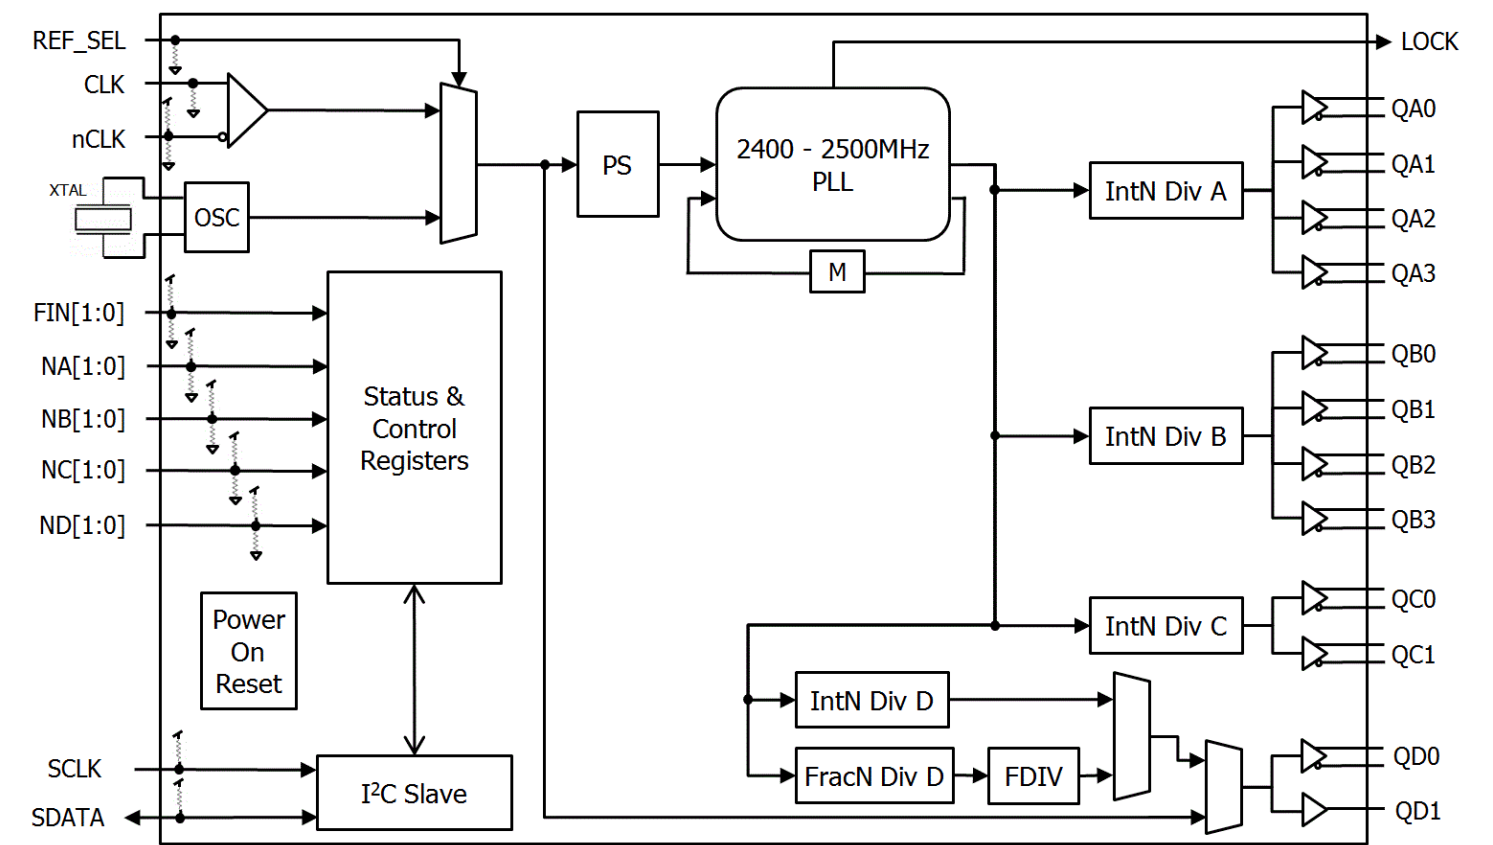 REF_SEL
CLK
nCLK
XTAL
OSC
PS
2400 - 2500MHz
PLL
M
LOCK
IntN Div A
QA0
QA1
QA2
QA3
FIN[1:0]
NA[1:0]
NB[1:0]
NC[1:0]
ND[1:0]
Status &
Control
Registers
IntN Div B
QB0
QB1
QB2
QB3
Power
On
Reset
IntN Div C
QC0
QC1
IntN Div D
FracN Div D
FDIV
QD0
QD1
SCLK
SDATA
I²C Slave